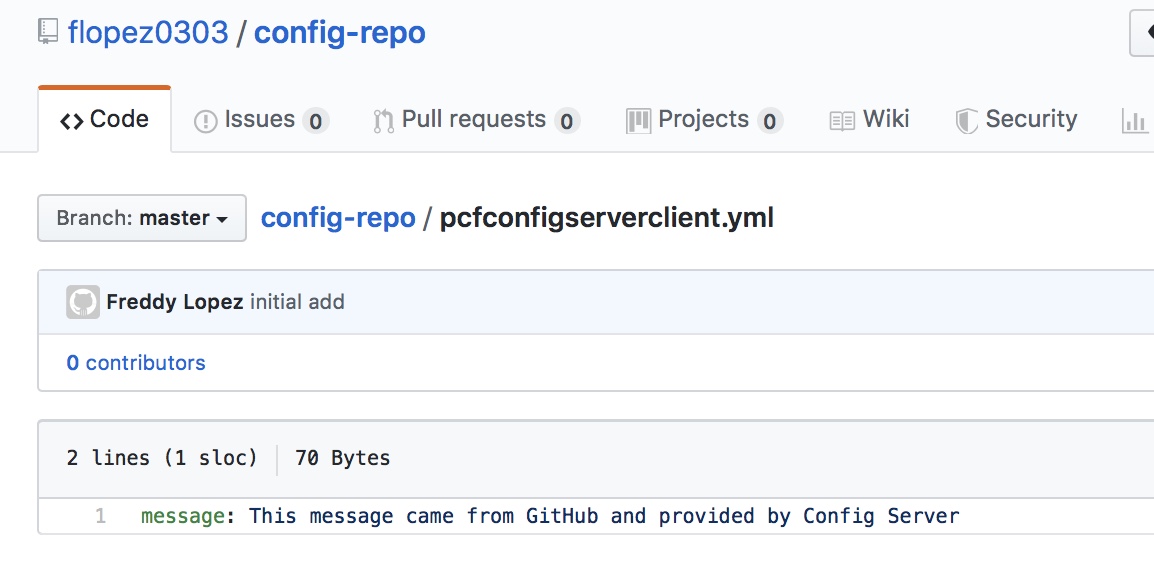 flopez0303 / config-repo
Code Issues 0 Pull requests 0 Projects 0 Wiki Security
Branch: master config-repo / pcfconfigserverclient.yml
Freddy Lopez initial add
0 contributors
2 lines (1 sloc) 70 Bytes
1 message: This message came from GitHub and provided by Config Server